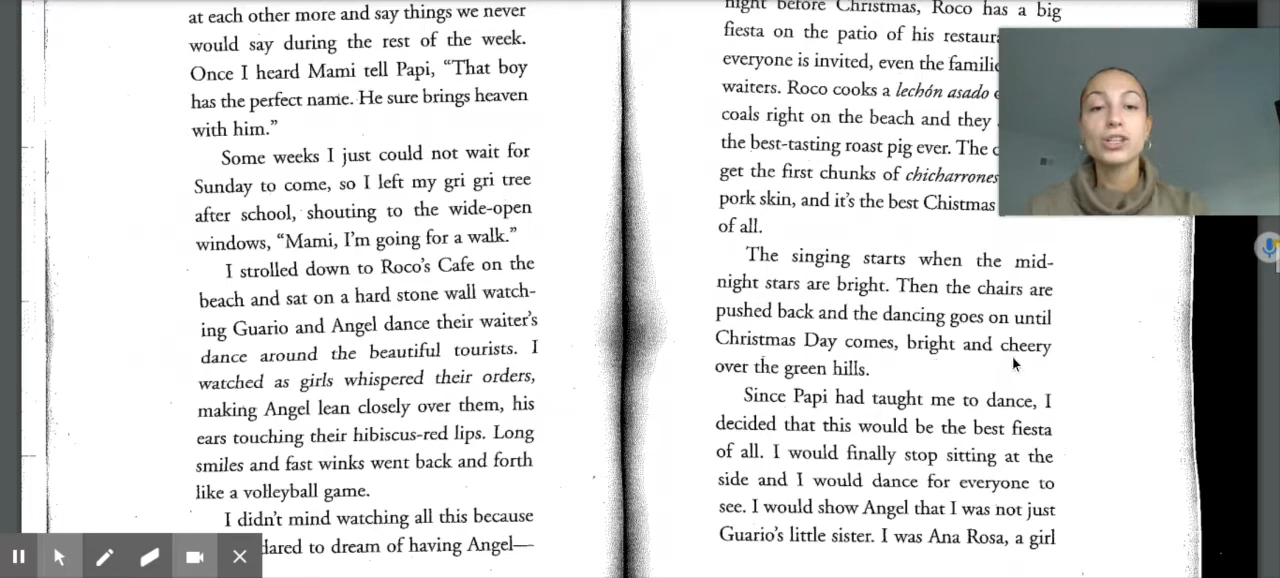 at each other more and say things we never
would say during the rest of the week.
Once I heard Mami tell Papi, “That boy
has the perfect name. He sure brings heaven
with him.”
Some weeks I just could not wait for
Sunday to come, so I left my gri gri tree
after school, shouting to the wide-open
windows, “Mami, I’m going for a walk.”
I strolled down to Roco’s Cafe on the
beach and sat on a hard stone wall watch-
ing Guario and Angel dance their waiter’s
dance around the beautiful tourists. I
watched as girls whispered their orders,
making Angel lean closely over them, his
ears touching their hibiscus-red lips. Long
smiles and fast winks went back and forth
like a volleyball game.
I didn’t mind watching all this because
dared to dream of having Angel—
night before Christmas, Roco has a big
fiesta on the patio of his
everyone is invited, even the
waiters. Roco cooks a lechón asado
coals right on the beach and they
the best-tasting roast pig ever. The
get the first chunks of chicharrones
pork skin, and it’s the best Chistmas
of all.
The singing starts when the mid-
night stars are bright. Then the chairs are
pushed back and the dancing goes on until
Christmas Day comes, bright and cheery
over the green hills.
Since Papi had taught me to dance, I
decided that this would be the best fiesta
of all. I would finally stop sitting at the
side and I would dance for everyone to
see. I would show Angel that I was not just
Guario’s little sister. I was Ana Rosa, a girl